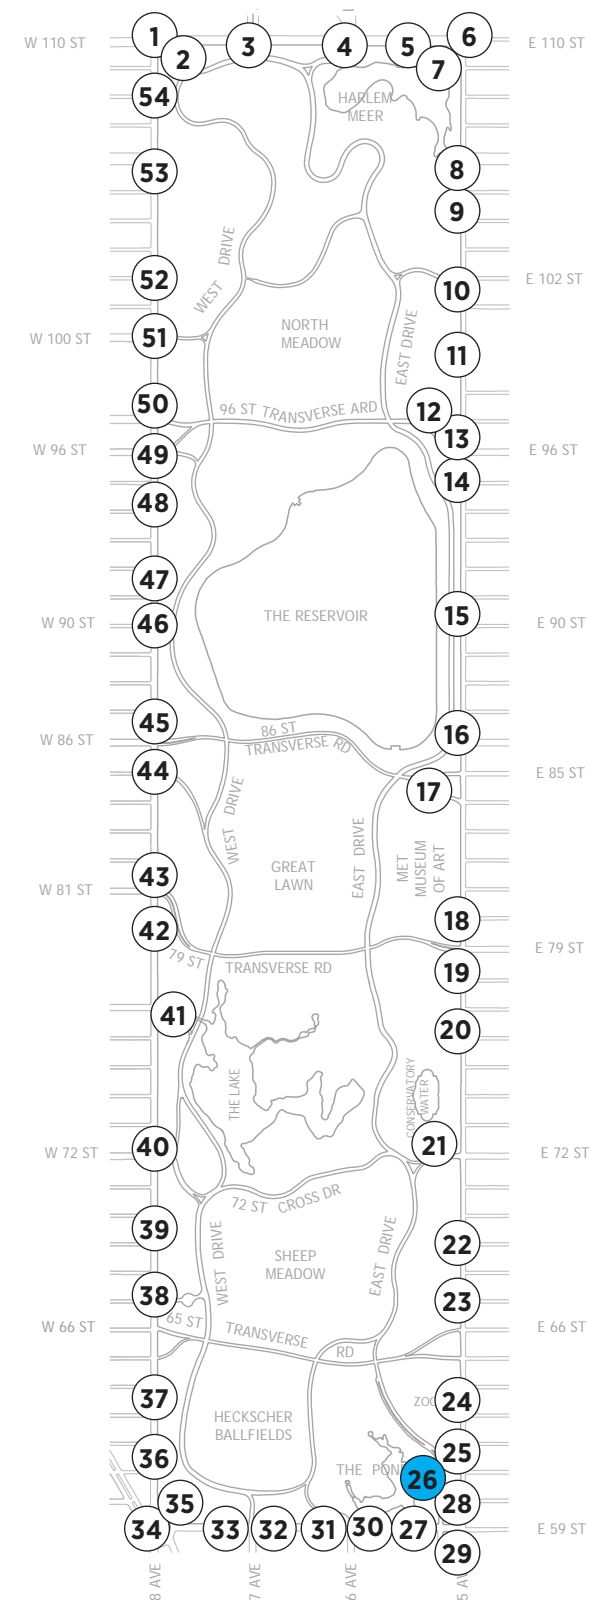 1
2
3
4
5
6
W 110 ST
E 110 ST
7
54
HARLEM
MEER
8
53
9
WEST DRIVE
52
E 102 ST
10
NORTH
MEADOW
EAST DRIVE
W 100 ST
51
11
50
96 ST TRANSVERSE ARD
12
13
W 96 ST
49
E 96 ST
14
48
47
W 90 ST
46
THE RESERVOIR
15
E 90 ST
45
86 ST
TRANSVERSE RD
16
W 86 ST
44
E 85 ST
17
WEST DRIVE
EAST DRIVE
MET
MUSEUM
OF ART
GREAT
LAWN
43
W 81 ST
42
18
79 ST
TRANSVERSE RD
E 79 ST
19
41
20
THE LAKE
CONSERVATORY
WATER
40
W 72 ST
21
E 72 ST
72 ST CROSS DR
39
WEST DRIVE
EAST DRIVE
22
SHEEP
MEADOW
38
23
65 ST
TRANSVERSE
RD
W 66 ST
E 66 ST
37
ZOO
24
HECKSCHER
BALLFIELDS
36
25
THE POND
26
35
28
34
33
32
31
30
27
E 59 ST
29
8 AVE
7 AVE
6 AVE
5 AV